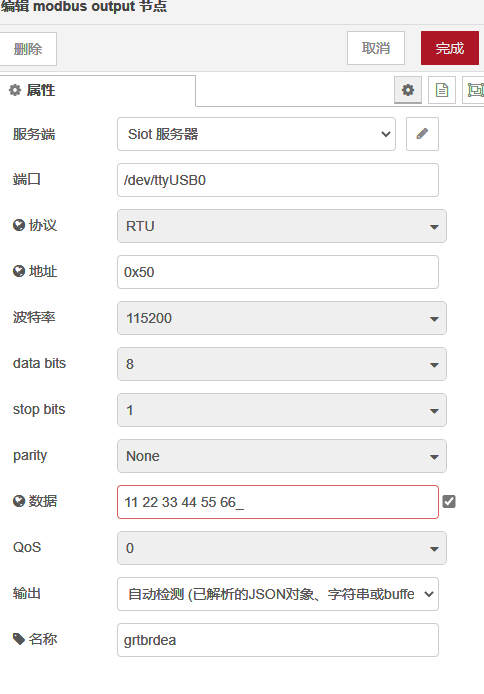 编辑 modbus output 节点
删除 取消 完成
属性
服务端 Siot 服务器
端口 /dev/ttyUSB0
协议 RTU
地址 0x50
波特率 115200
data bits 8
stop bits 1
parity None
数据 11 22 33 44 55 66_
QoS 0
输出 自动检测 (已解析的JSON对象、字符串或buffe
名称 grtbrdea